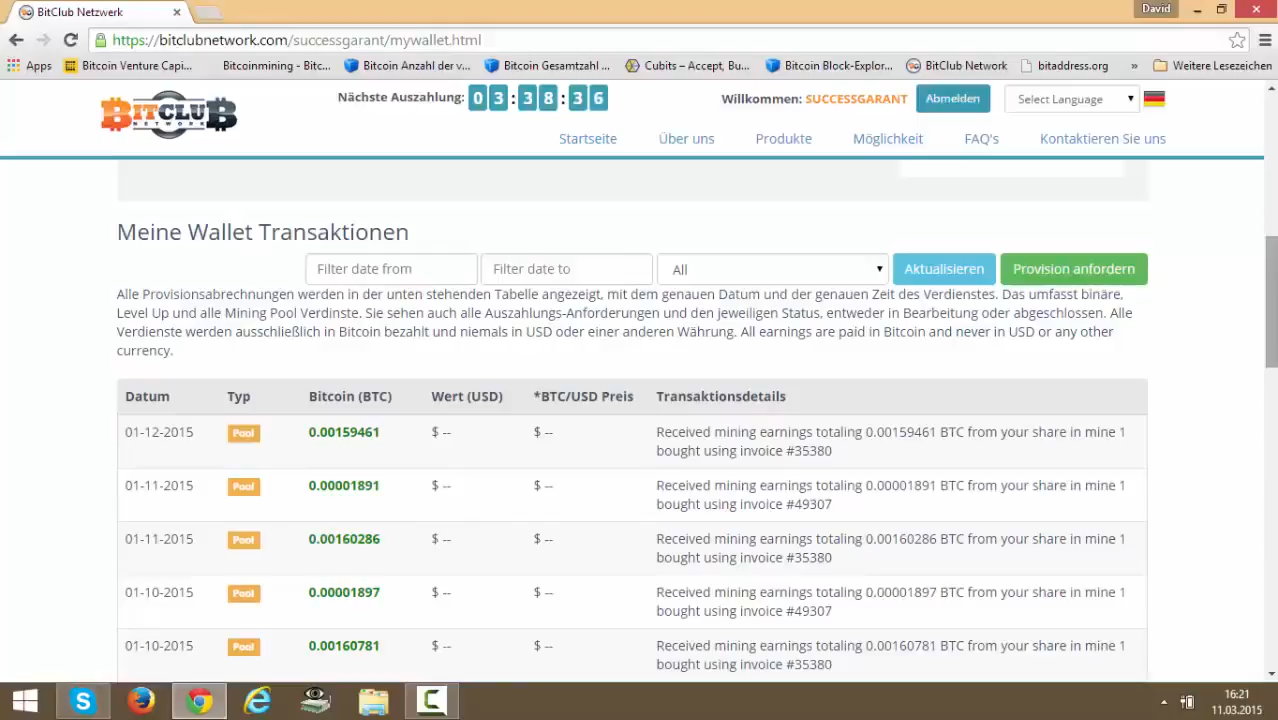 BitClub Netzwerk
David
https://bitclubnetwork.com/successgarant/mywallet.html
Apps Bitcoin Venture Capi... Bitcoinmining - Bitc... Bitcoin Anzahl der v... Bitcoin Gesamtzahl ... Cubits – Accept, Bu... Bitcoin Block-Explor... BitClub Network bitaddress.org » Weitere Lesezeichen
BITCLUB
NETWORK
Nächste Auszahlung: 03:38:36
Willkommen: SUCCESSGARANT Abmelden Select Language
Startseite Über uns Produkte Möglichkeit FAQ's Kontaktieren Sie uns
Meine Wallet Transaktionen
Filter date from Filter date to All Aktualisieren Provision anfordern
Alle Provisionsabrechnungen werden in der unten stehenden Tabelle angezeigt, mit dem genauen Datum und der genauen Zeit des Verdienstes. Das umfasst binäre,
Level Up und alle Mining Pool Verdinste. Sie sehen auch alle Auszahlungs-Anforderungen und den jeweiligen Status, entweder in Bearbeitung oder abgeschlossen. Alle
Verdienste werden ausschließlich in Bitcoin bezahlt und niemals in USD oder einer anderen Währung. All earnings are paid in Bitcoin and never in USD or any other
currency.
Datum Typ Bitcoin (BTC) Wert (USD) *BTC/USD Preis Transaktionsdetails
01-12-2015 Pool 0.00159461 $ -- $ -- Received mining earnings totaling 0.00159461 BTC from your share in mine 1
bought using invoice #35380
01-11-2015 Pool 0.00001891 $ -- $ -- Received mining earnings totaling 0.00001891 BTC from your share in mine 1
bought using invoice #49307
01-11-2015 Pool 0.00160286 $ -- $ -- Received mining earnings totaling 0.00160286 BTC from your share in mine 1
bought using invoice #35380
01-10-2015 Pool 0.00001897 $ -- $ -- Received mining earnings totaling 0.00001897 BTC from your share in mine 1
bought using invoice #49307
01-10-2015 Pool 0.00160781 $ -- $ -- Received mining earnings totaling 0.00160781 BTC from your share in mine 1
bought using invoice #35380
16:21
11.03.2015